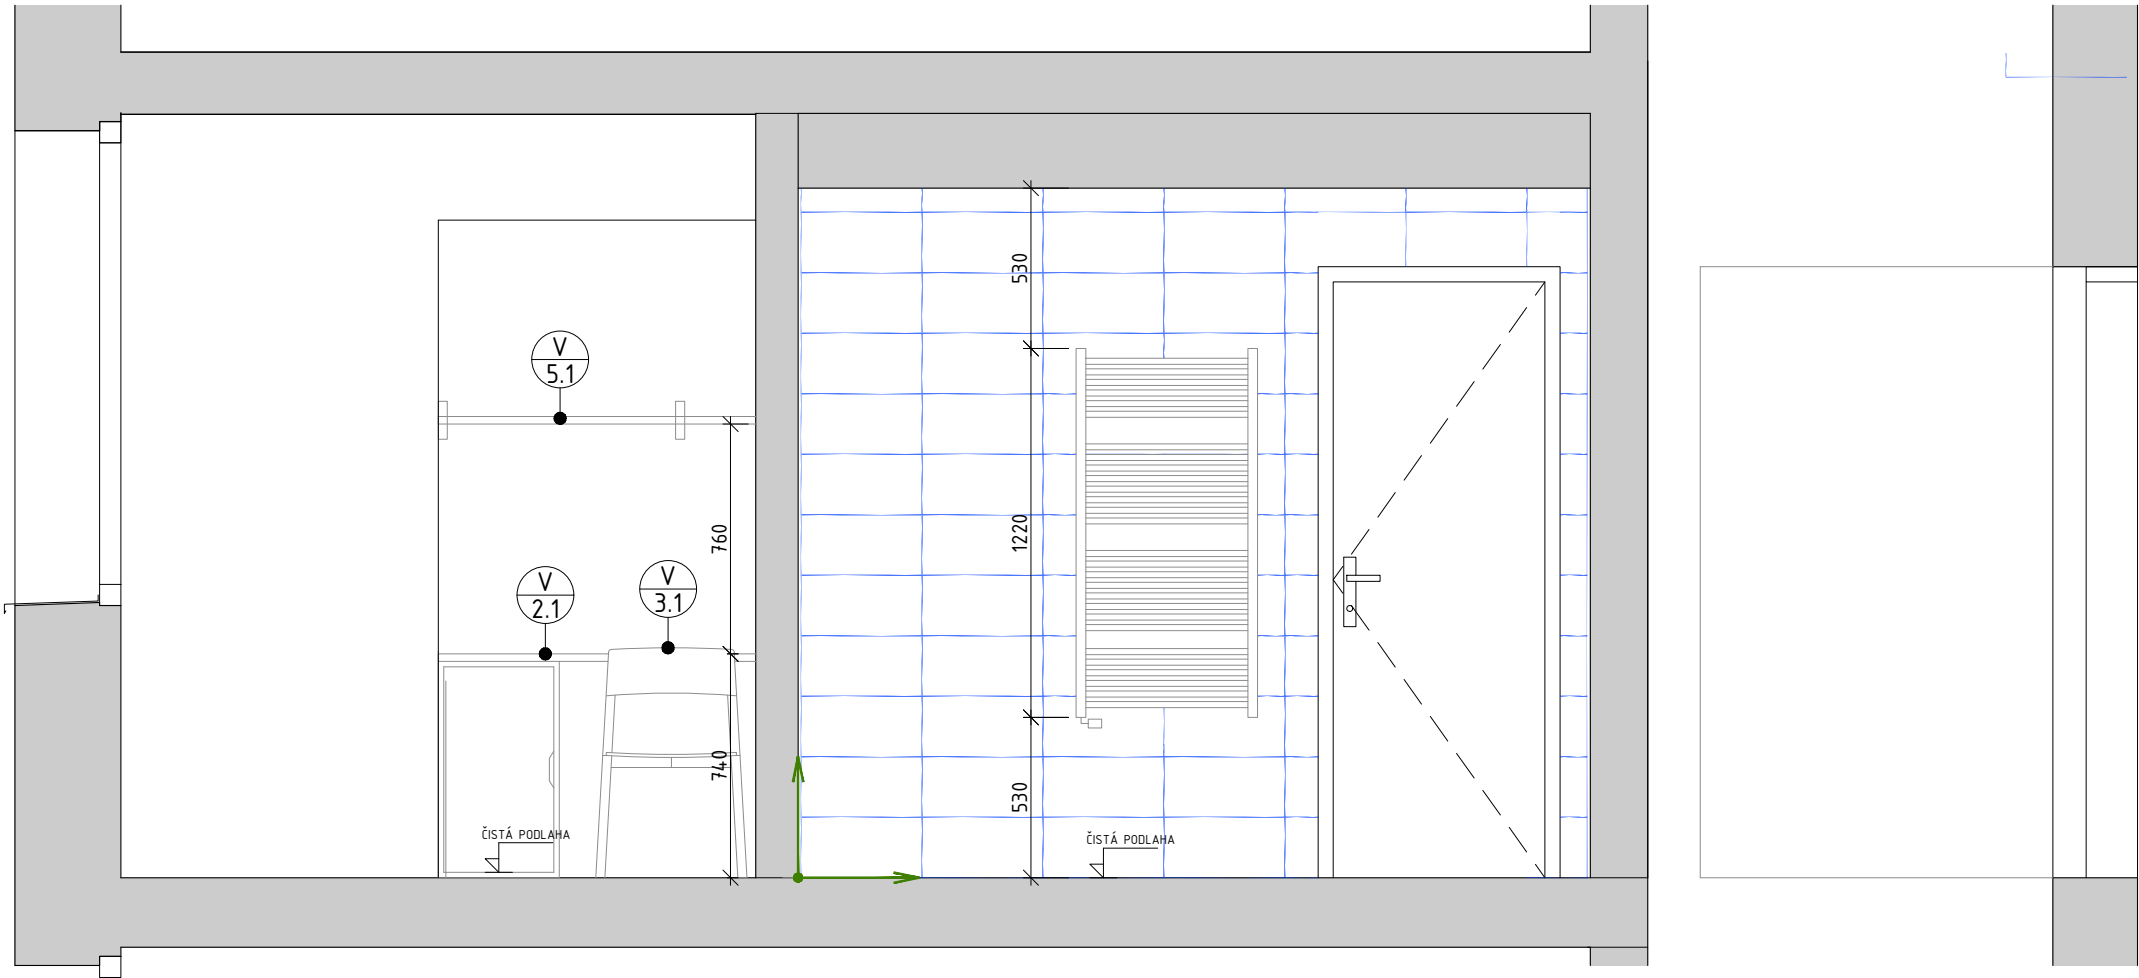 530
V
5.1
760
1220
V
2.1
V
3.1
740
530
ČISTÁ PODLAHA
ČISTÁ PODLAHA